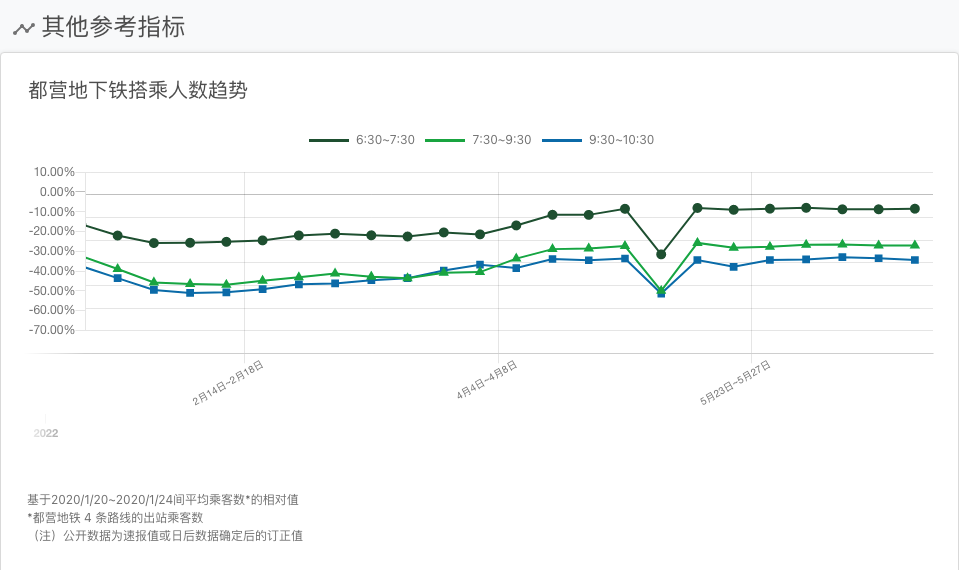 其他参考指标
都营地下铁搭乘人数趋势
6:30~7:30 7:30~9:30 9:30~10:30
10.00%
0.00%
-10.00%
-20.00%
-30.00%
-40.00%
-50.00%
-60.00%
-70.00%
2月14日~2月18日 4月4日~4月8日 5月23日~5月27日
2022
基于2020/1/20~2020/1/24间平均乘客数*的相对值
*都营地铁 4 条路线的出站乘客数
（注）公开数据为速报值或日后数据确定后的订正值